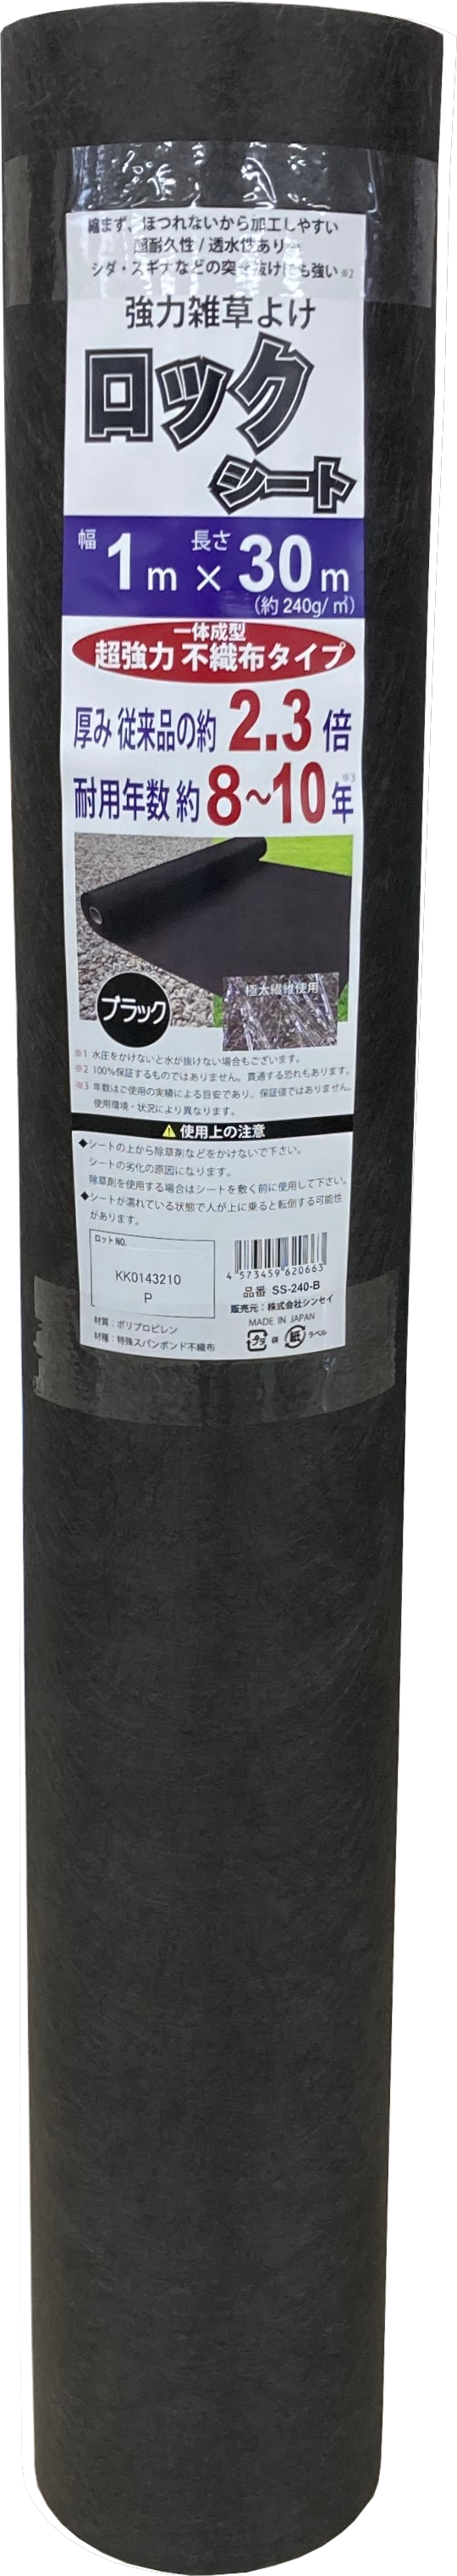 縮まず、ほつれないから加工しやすい
超耐久性 / 透水性あり※1
シダ・スギナなどの突き抜けにも強い※2
強力雑草よけ
ロック
シート
幅 1m × 長さ 30m
(約 240g/㎡)
一体成型
超強力 不織布タイプ
厚み 従来品の約 2.3 倍
耐用年数 約 8~10年※3
ブラック
極太繊維使用
※1 水圧をかけないと水が抜けない場合もございます。
※2 100%保証するものではありません。貫通する恐れもあります。
※3 年数はご使用の実績による目安であり、保証値ではありません。
使用環境・状況により異なります。
使用上の注意
◆シートの上から除草剤などをかけないで下さい。
シートの劣化の原因になります。
除草剤を使用する場合はシートを敷く前に使用して下さい。
◆シートが濡れている状態で人が上に乗ると転倒する可能性
があります。
ロットNO.
KK0143210
P
4 573459 620663
品番 SS-240-B
販売元:株式会社シンセイ
MADE IN JAPAN
材質:ポリプロピレン
材種:特殊スパンボンド不織布
プラ 袋 紙 ラベル